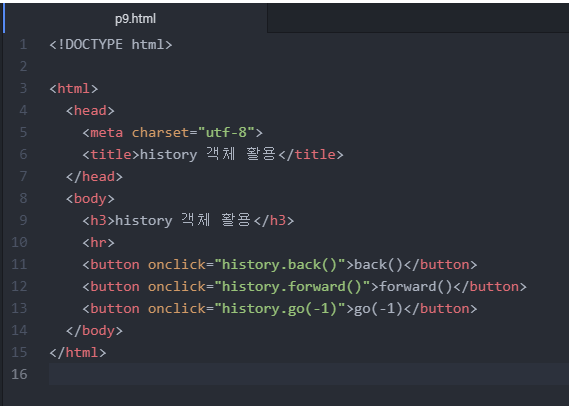 p9.html
1 <!DOCTYPE html>
2
3 <html>
4   <head>
5     <meta charset="utf-8">
6     <title>history 객체 활용</title>
7   </head>
8   <body>
9     <h3>history 객체 활용</h3>
10     <hr>
11     <button onclick="history.back()">back()</button>
12     <button onclick="history.forward()">forward()</button>
13     <button onclick="history.go(-1)">go(-1)</button>
14   </body>
15 </html>
16